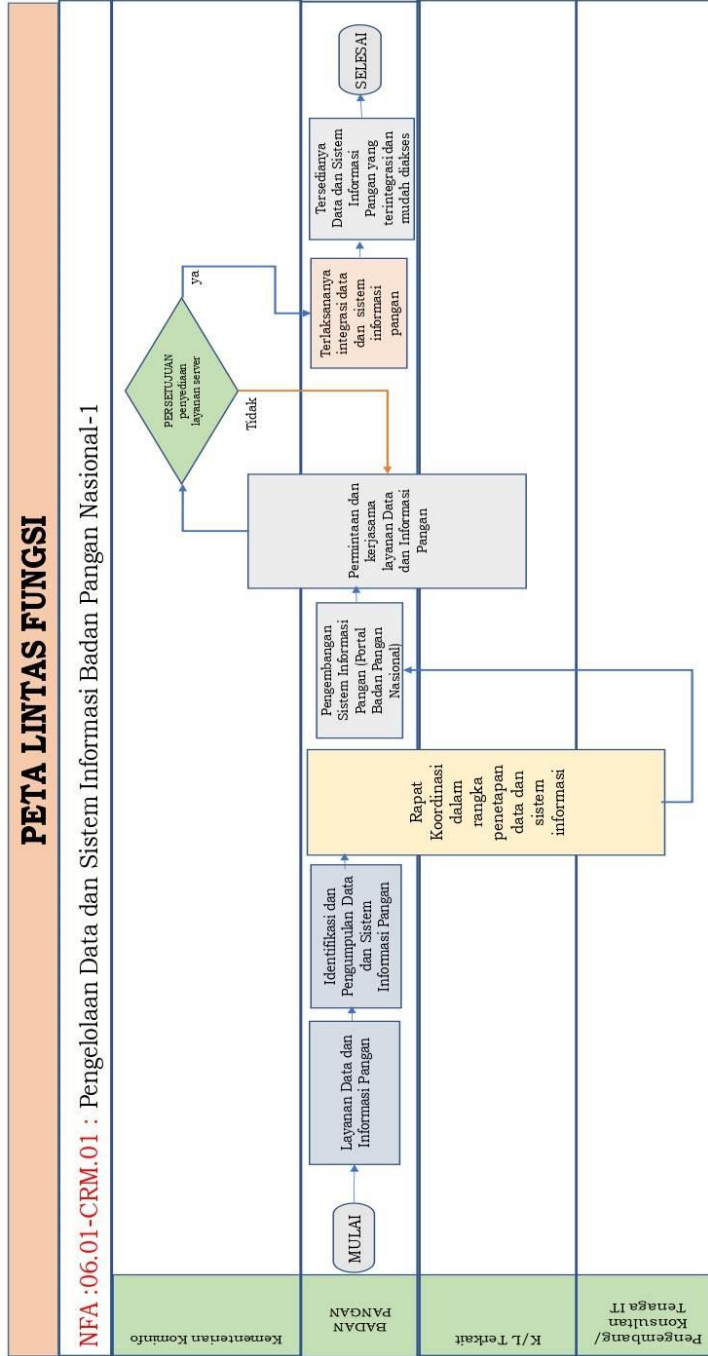 PETA LINTAS FUNGSI
NFA :06.01-CRM.01 : Pengelolaan Data dan Sistem Informasi Badan Pangan Nasional-1
Kementerian Kominfo
PERSETUJUAN
penyediaan
layanan server
ya
Tidak
BADAN
PANGAN
MULAI
Layanan Data dan
Informasi Pangan
Identifikasi dan
Pengumpulan Data
dan Sistem
Informasi Pangan
Rapat
Koordinasi
dalam
rangka
penetapan
data dan
sistem
informasi
Pengembangan
Sistem Informasi
Pangan (Portal
Badan Pangan
Nasional)
Permintaan dan
kerjasama
layanan Data
dan Informasi
Pangan
Terlaksananya
integrasi data
dan sistem
informasi
pangan
Tersedianya
Data dan Sistem
Informasi
Pangan yang
terintegrasi dan
mudah diakses
SELESAI
K/L Terkait
Pengembang/
Konsultan
Tenaga IT